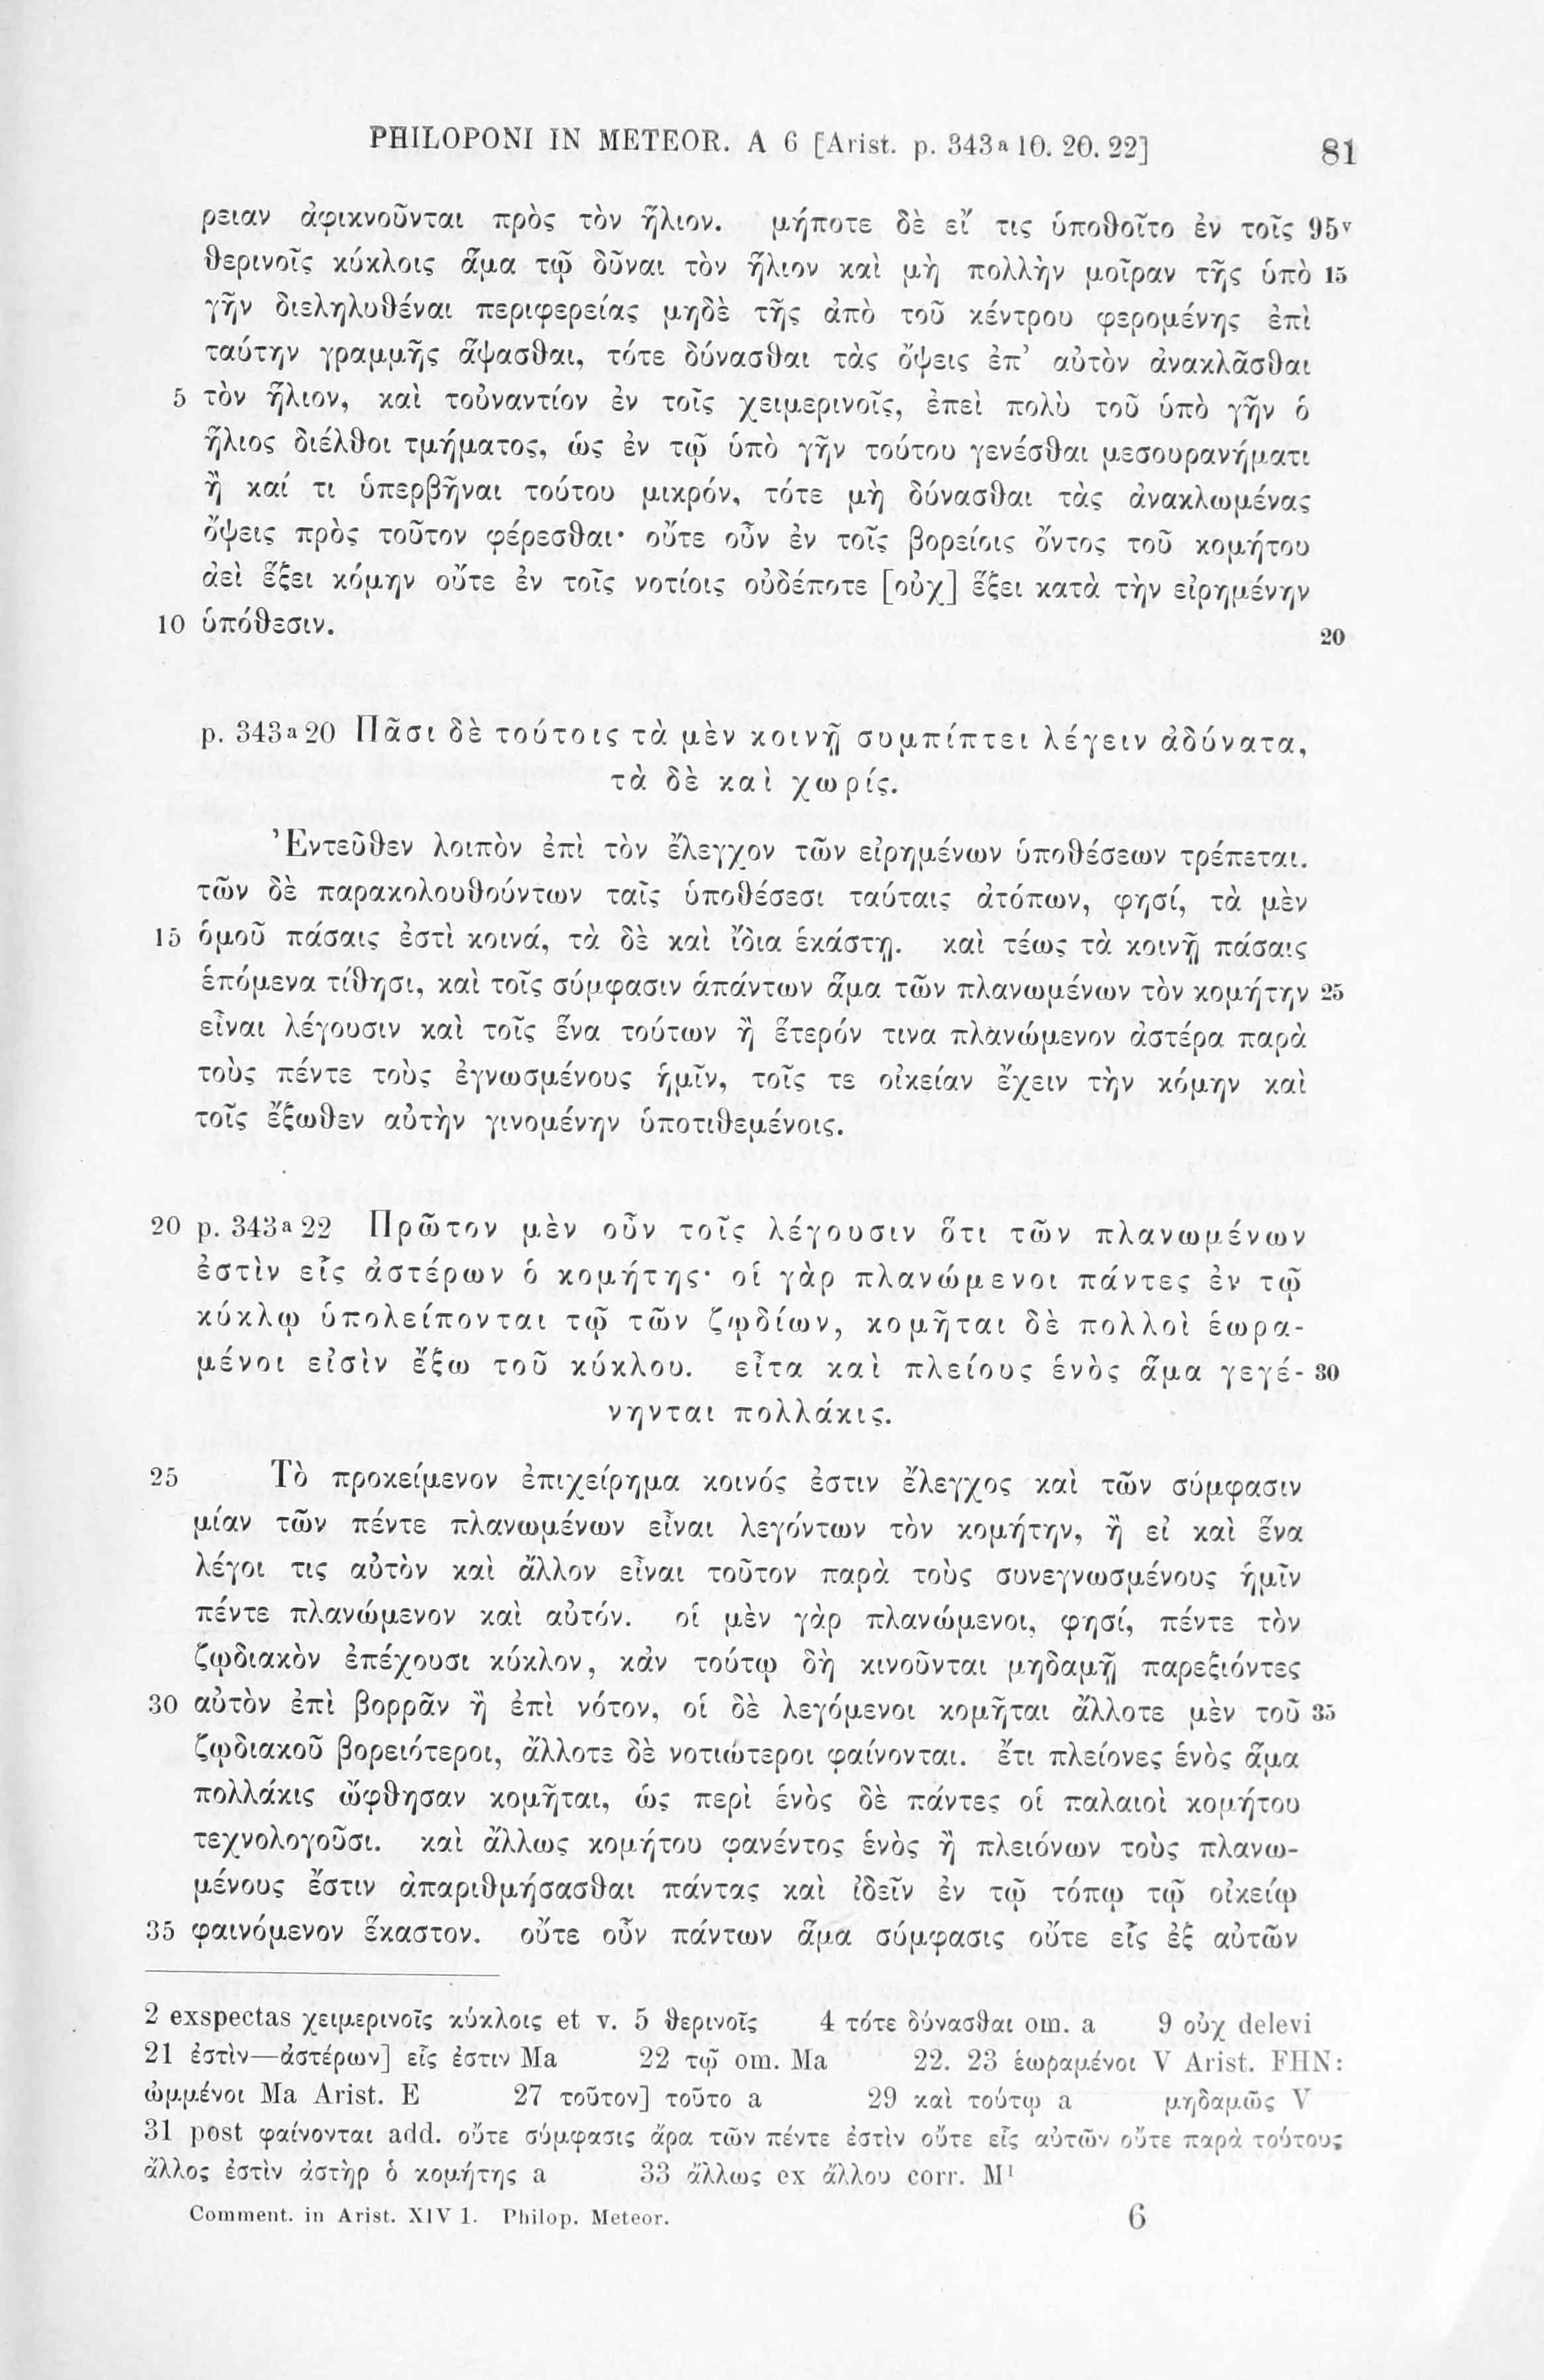 PHILOPONI IN METEOR. A 6 [Arist. p. 343a 10. 20. 22] 81
ρειαν ἀφικνοῦνται πρὸς τὸν ἥλιον. μήποτε δὲ εἴ τις ὑποθοῖτο ἐν τοῖς 95v
θερινοῖς κύκλοις ἅμα τῷ δῦναι τὸν ἥλιον καὶ μὴ πολλὴν μοῖραν τῆς ὑπὸ 15
γῆν διεληλυθέναι περιφερείας μηδὲ τῆς ἀπὸ τοῦ κέντρου φερομένης ἐπὶ
ταύτην γραμμῆς ἅψασθαι, τότε δύνασθαι τὰς ὄψεις ἐπ’ αὐτὸν ἀνακλᾶσθαι
5 τὸν ἥλιον, καὶ τοὐναντίον ἐν τοῖς χειμερινοῖς, ἐπεὶ πολὺ τοῦ ὑπὸ γῆν ὁ
ἥλιος διέλθοι τμήματος, ὡς ἐν τῷ ὑπὸ γῆν τούτου γενέσθαι μεσουρανήματι
ἢ καί τι ὑπερβῆναι τούτου μικρόν, τότε μὴ δύνασθαι τὰς ἀνακλωμένας
ὄψεις πρὸς τοῦτον φέρεσθαι· οὔτε οὖν ἐν τοῖς βορείοις ὄντος τοῦ κομήτου
ἀεὶ ἕξει κόμην οὔτε ἐν τοῖς νοτίοις οὐδέποτε [οὐχ] ἕξει κατὰ τὴν εἰρημένην
10 ὑπόθεσιν. 20
p. 343a 20 Πᾶσι δὲ τούτοις τὰ μὲν κοινῇ συμπίπτει λέγειν ἀδύνατα,
τὰ δὲ καὶ χωρίς.
Ἐντεῦθεν λοιπὸν ἐπὶ τὸν ἔλεγχον τῶν εἰρημένων ὑποθέσεων τρέπεται.
τῶν δὲ παρακολουθούντων ταῖς ὑποθέσεσι ταύταις ἀτόπων, φησί, τὰ μὲν
15 ὁμοῦ πάσαις ἐστὶ κοινά, τὰ δὲ καὶ ἴδια ἑκάστῃ. καὶ τέως τὰ κοινῇ πάσαις
ἑπόμενα τίθησι, καὶ τοῖς σύμφασιν ἁπάντων ἅμα τῶν πλανωμένων τὸν κομήτην 25
εἶναι λέγουσιν καὶ τοῖς ἕνα τούτων ἢ ἕτερόν τινα πλανώμενον ἀστέρα παρὰ
τοὺς πέντε τοὺς ἐγνωσμένους ἡμῖν, τοῖς τε οἰκείαν ἔχειν τὴν κόμην καὶ
τοῖς ἔξωθεν αὐτὴν γινομένην ὑποτιθεμένοις.
20 p. 343a 22 Πρῶτον μὲν οὖν τοῖς λέγουσιν ὅτι τῶν πλανωμένων
ἐστὶν εἷς ἀστέρων ὁ κομήτης· οἱ γὰρ πλανώμενοι πάντες ἐν τῷ
κύκλῳ ὑπολείπονται τῷ τῶν ζῳδίων, κομῆται δὲ πολλοὶ ἑωρα-
μένοι εἰσὶν ἔξω τοῦ κύκλου. εἶτα καὶ πλείους ἑνὸς ἅμα γεγέ- 30
νηνται πολλάκις.
25 Τὸ προκείμενον ἐπιχείρημα κοινός ἐστιν ἔλεγχος καὶ τῶν σύμφασιν
μίαν τῶν πέντε πλανωμένων εἶναι λεγόντων τὸν κομήτην, ἢ εἰ καὶ ἕνα
λέγοι τις αὐτὸν καὶ ἄλλον εἶναι τοῦτον παρὰ τοὺς συνεγνωσμένους ἡμῖν
πέντε πλανώμενον καὶ αὐτόν. οἱ μὲν γὰρ πλανώμενοι, φησί, πέντε τὸν
ζῳδιακὸν ἐπέχουσι κύκλον, κἀν τούτῳ δὴ κινοῦνται μηδαμῇ παρεξιόντες
30 αὐτὸν ἐπὶ βορρᾶν ἢ ἐπὶ νότον, οἱ δὲ λεγόμενοι κομῆται ἄλλοτε μὲν τοῦ 35
ζῳδιακοῦ βορειότεροι, ἄλλοτε δὲ νοτιώτεροι φαίνονται. ἔτι πλείονες ἑνὸς ἅμα
πολλάκις ὤφθησαν κομῆται, ὡς περὶ ἑνὸς δὲ πάντες οἱ παλαιοὶ κομήτου
τεχνολογοῦσι. καὶ ἄλλως κομήτου φανέντος ἑνὸς ἢ πλειόνων τοὺς πλανω-
μένους ἔστιν ἀπαριθμήσασθαι πάντας καὶ ἰδεῖν ἐν τῷ τόπῳ τῷ οἰκείῳ
35 φαινόμενον ἕκαστον. οὔτε οὖν πάντων ἅμα σύμφασις οὔτε εἷς ἐξ αὐτῶν
2 exspectas χειμερινοῖς κύκλοις et v. 5 θερινοῖς 4 τότε δύνασθαι om. a 9 οὐχ delevi
21 ἐστὶν—ἀστέρων] εἷς ἐστιν Ma 22 τῷ om. Ma 22. 23 ἑωραμένοι V Arist. FHN:
ὠμμένοι Ma Arist. E 27 τοῦτον] τοῦτο a 29 καὶ τούτῳ a μηδαμῶς V
31 post φαίνονται add. οὔτε σύμφασις ἄρα τῶν πέντε ἐστὶν οὔτε εἷς αὐτῶν οὔτε παρὰ τούτους
ἄλλος ἐστὶν ἀστὴρ ὁ κομήτης a 33 ἄλλως ex ἄλλου corr. M1
Comment. in Arist. XIV 1. Philop. Meteor. 6